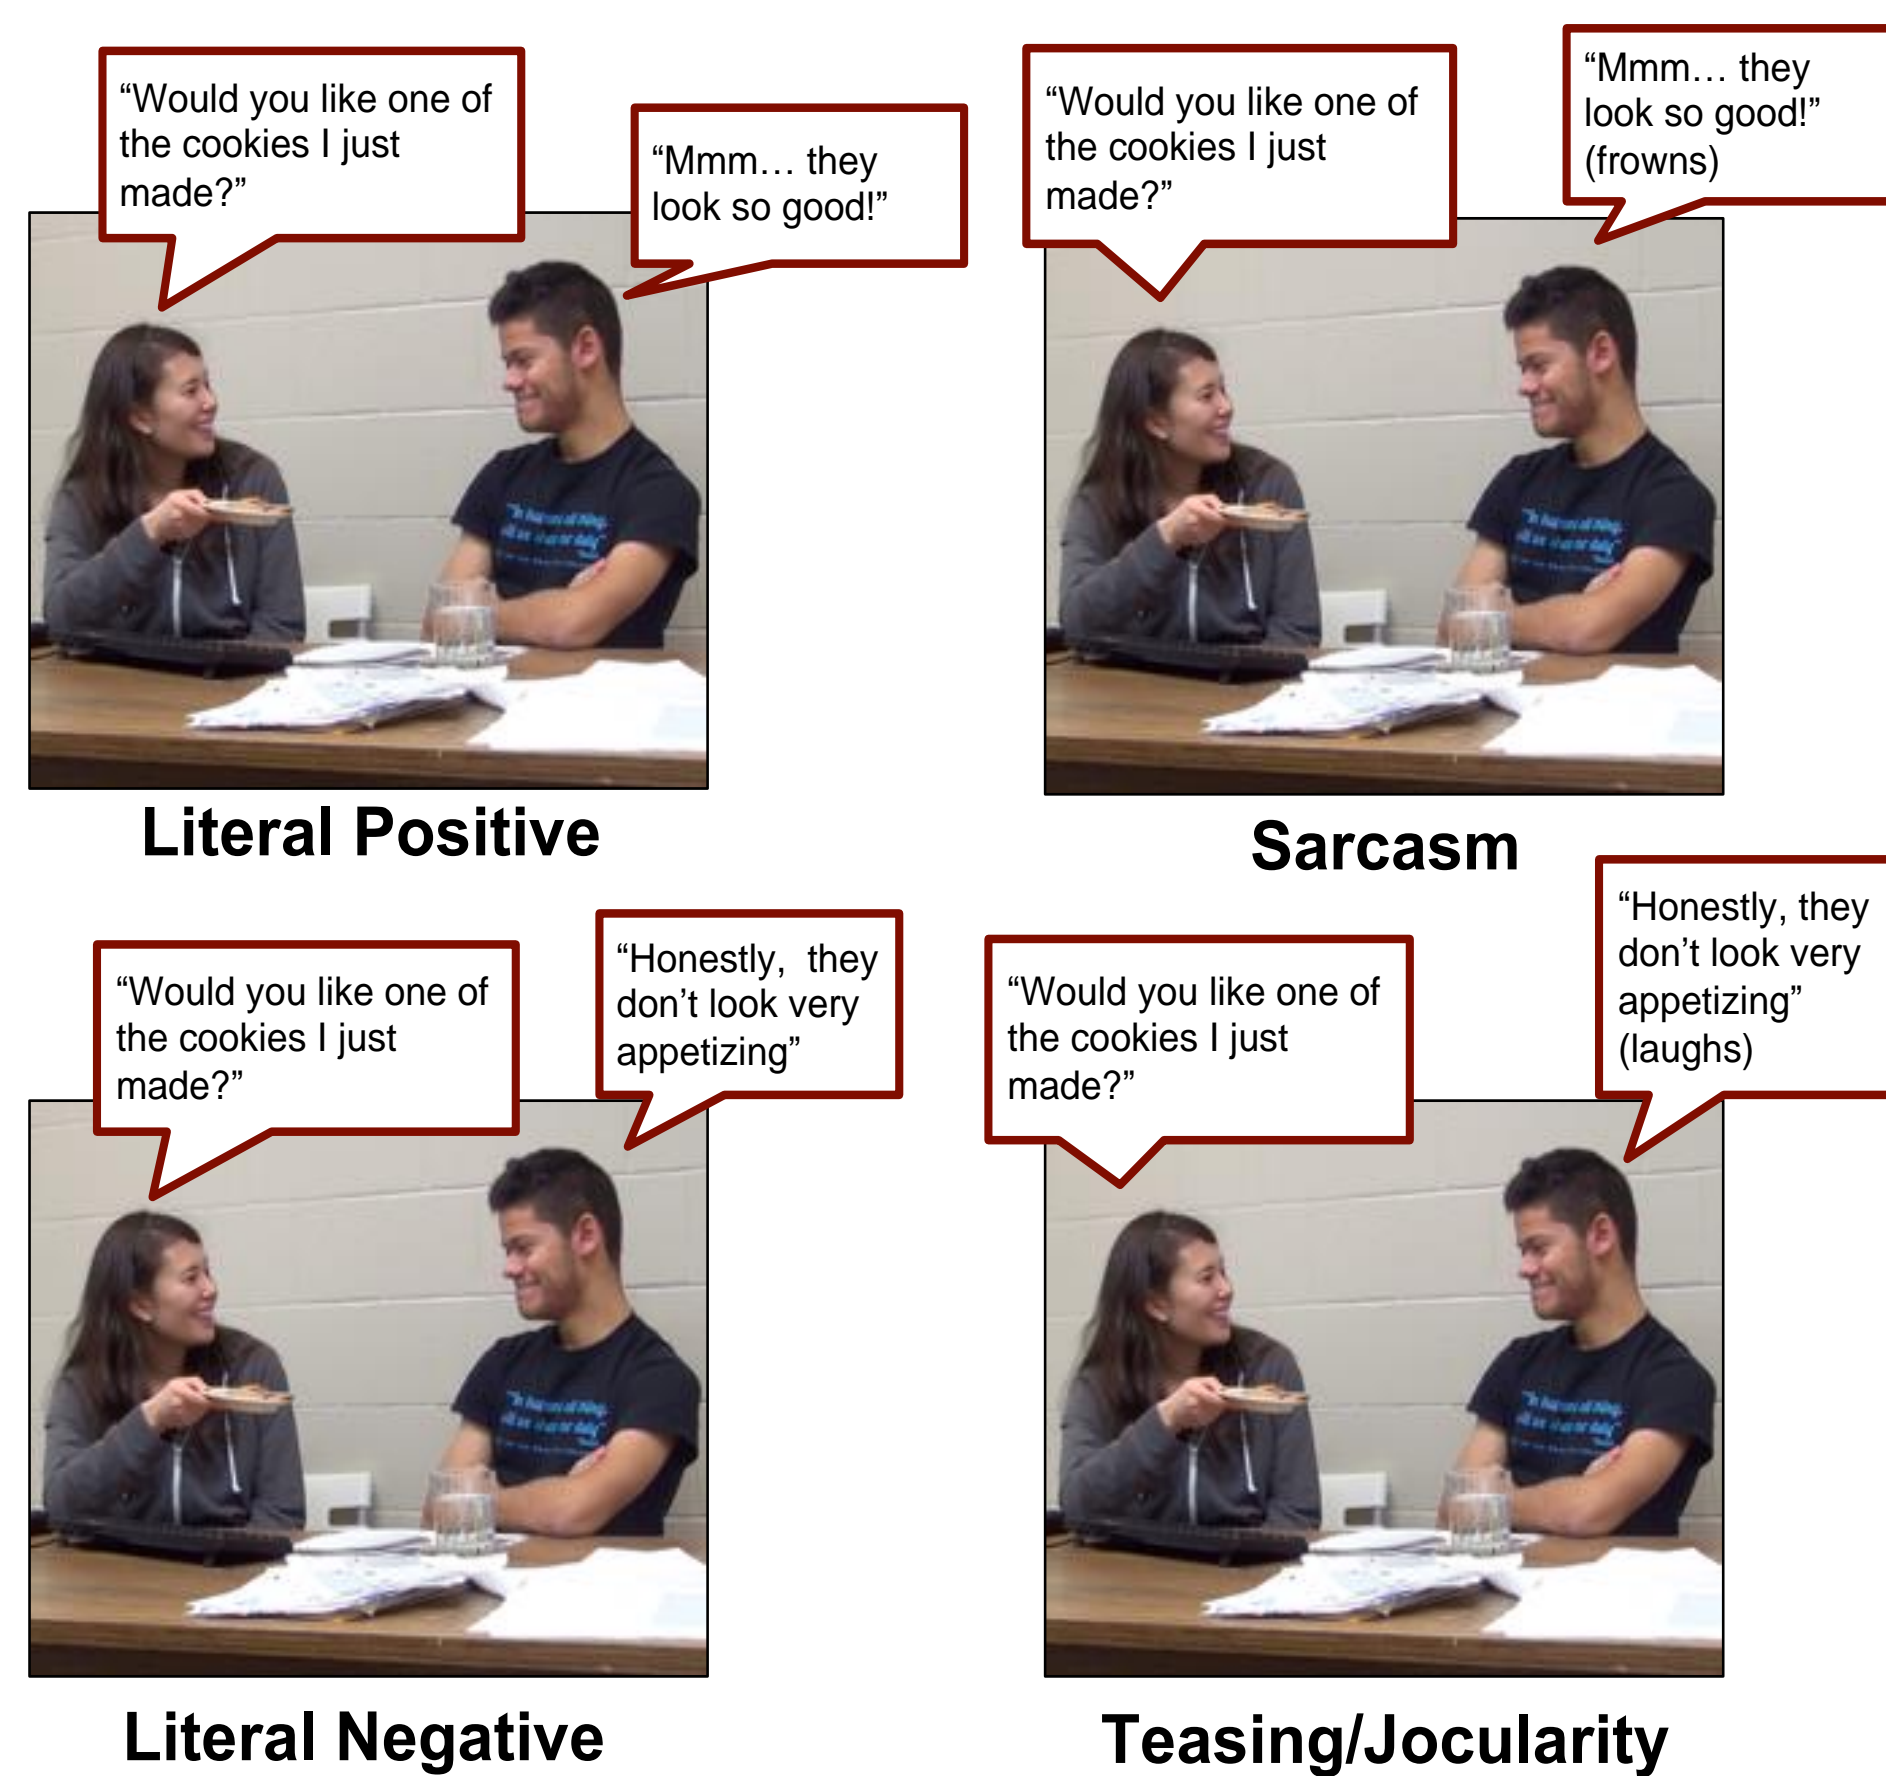 “Would you like one of
the cookies I just
made?”
“Mmm… they
look so good!”
Literal Positive
“Would you like one of
the cookies I just
made?”
“Mmm… they
look so good!”
(frowns)
Sarcasm
“Would you like one of
the cookies I just
made?”
“Honestly,  they
don’t look very
appetizing”
Literal Negative
“Would you like one of
the cookies I just
made?”
“Honestly, they
don’t look very
appetizing”
(laughs)
Teasing/Jocularity